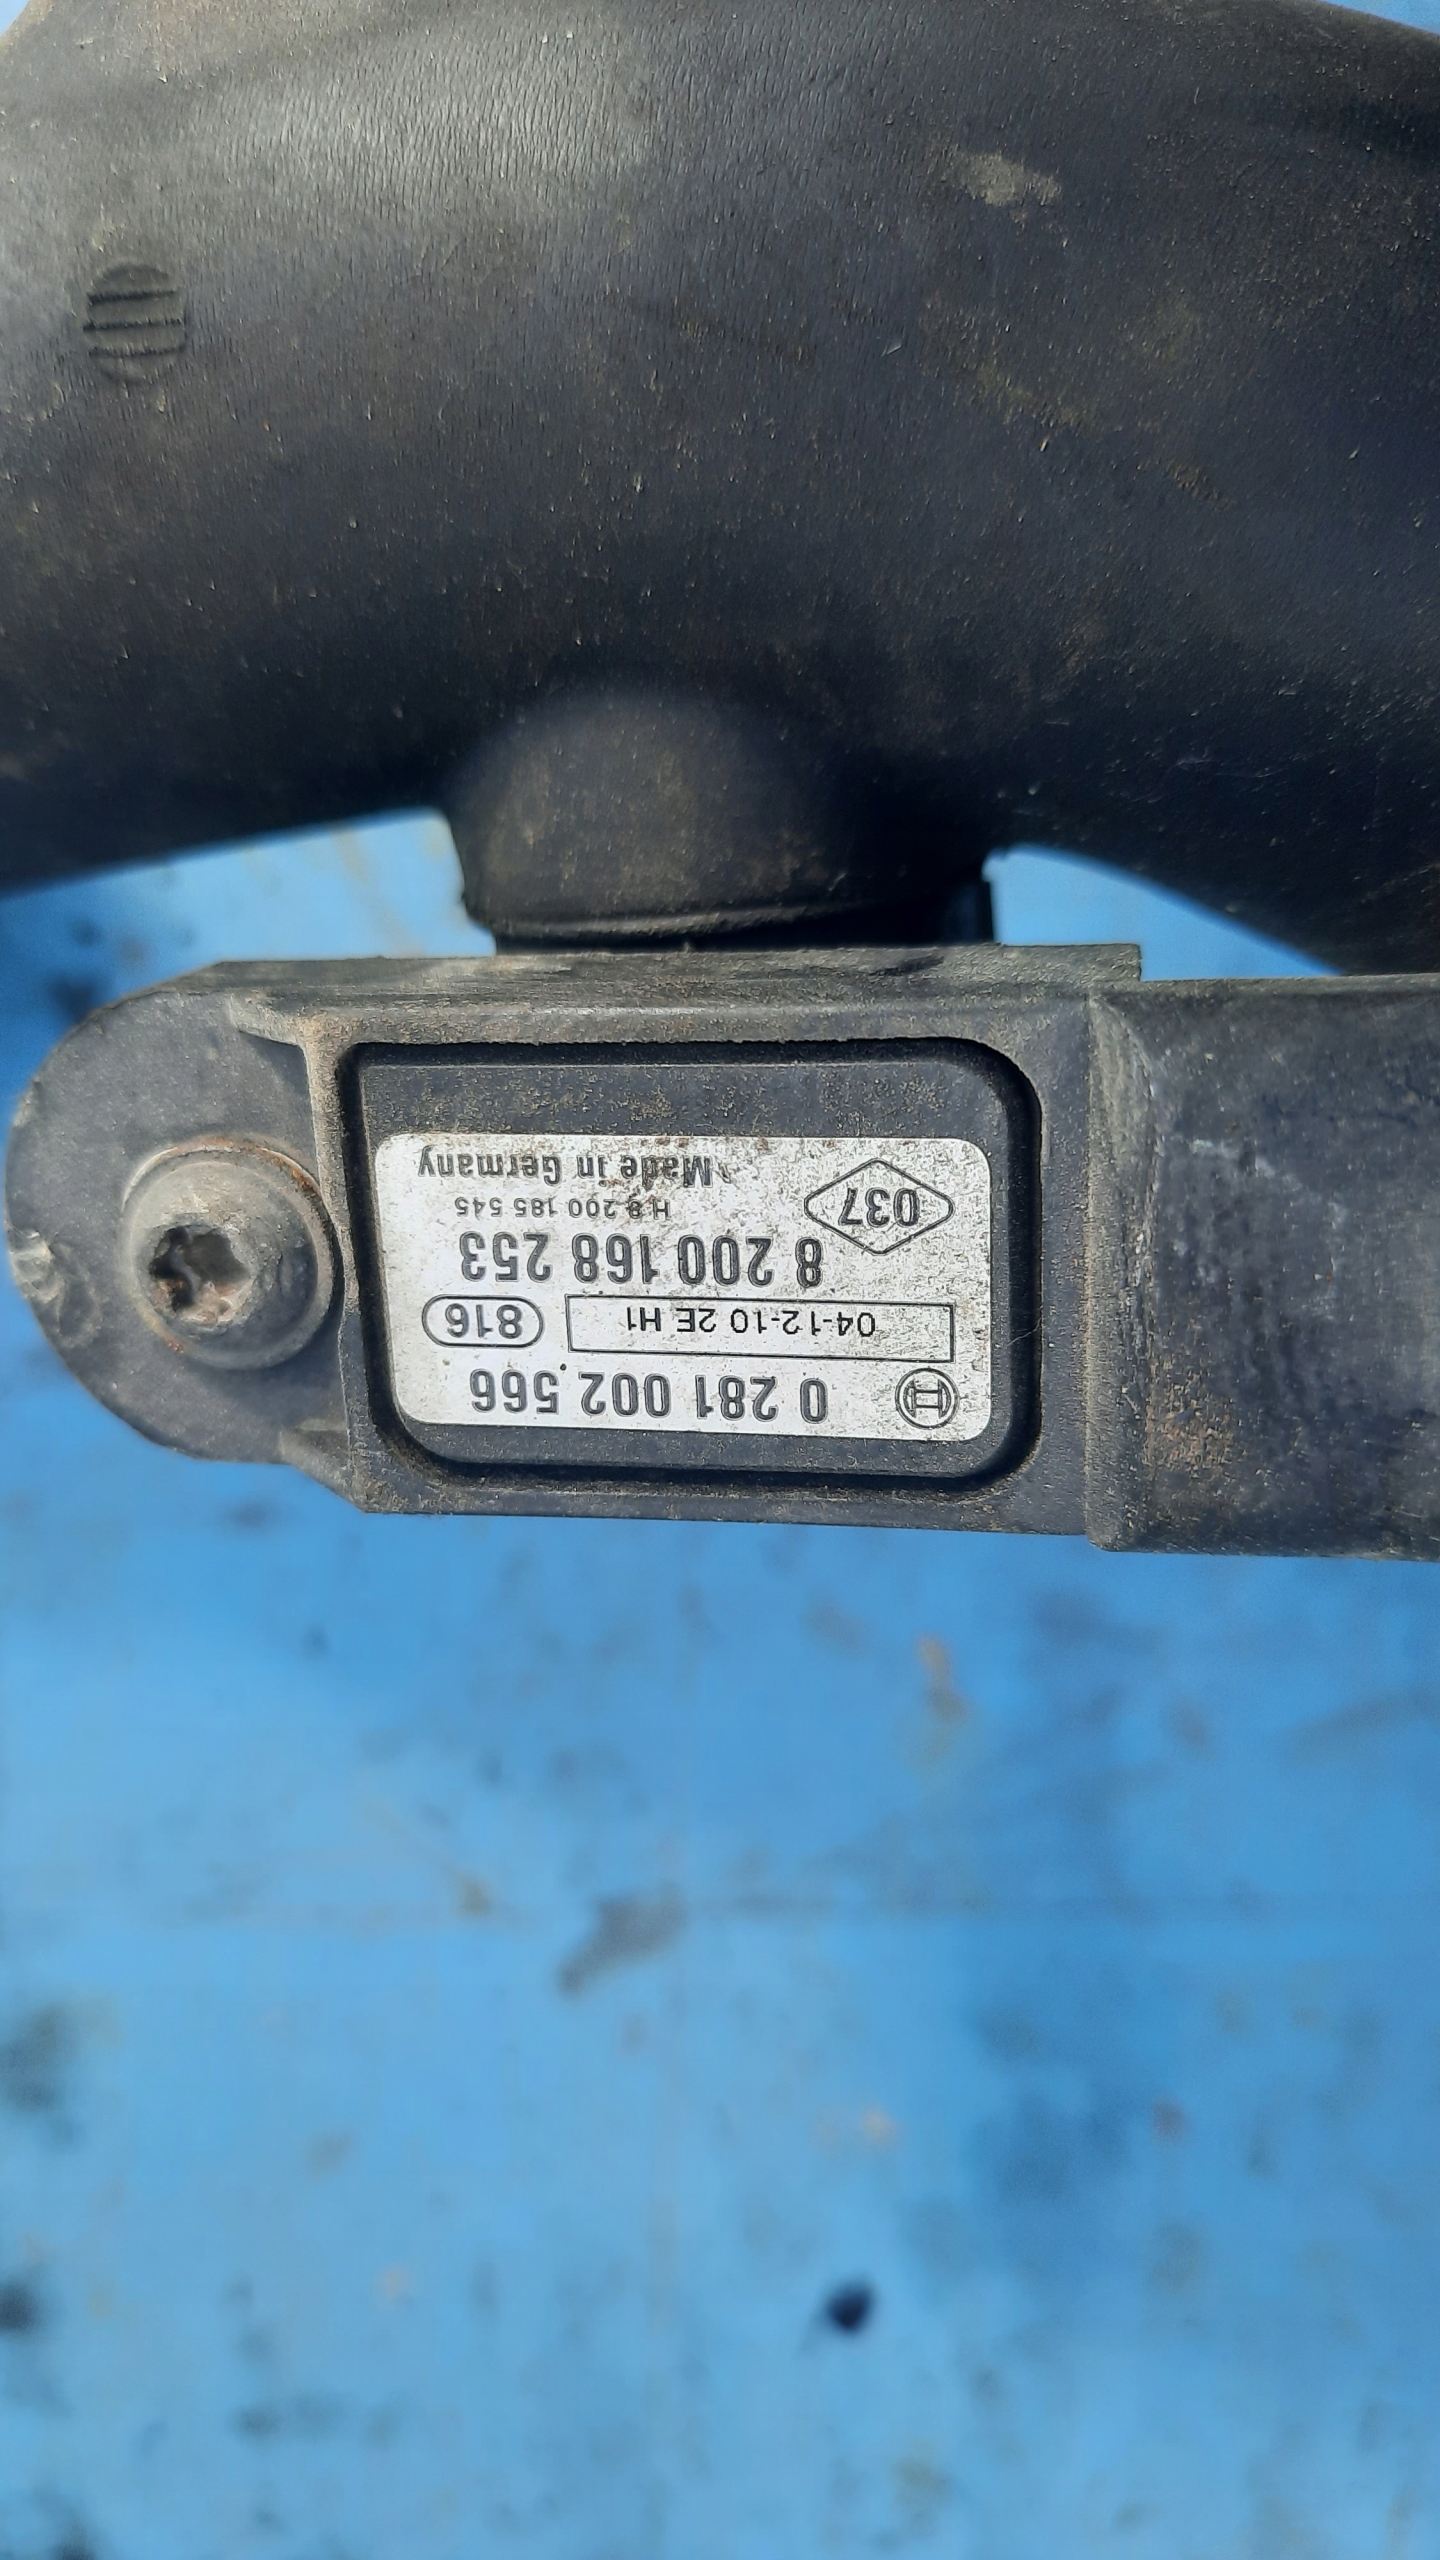 0 281 002 566
04-12-10 2E H1 816
8 200 168 253
H 8 200 185 545
037
Made in Germany